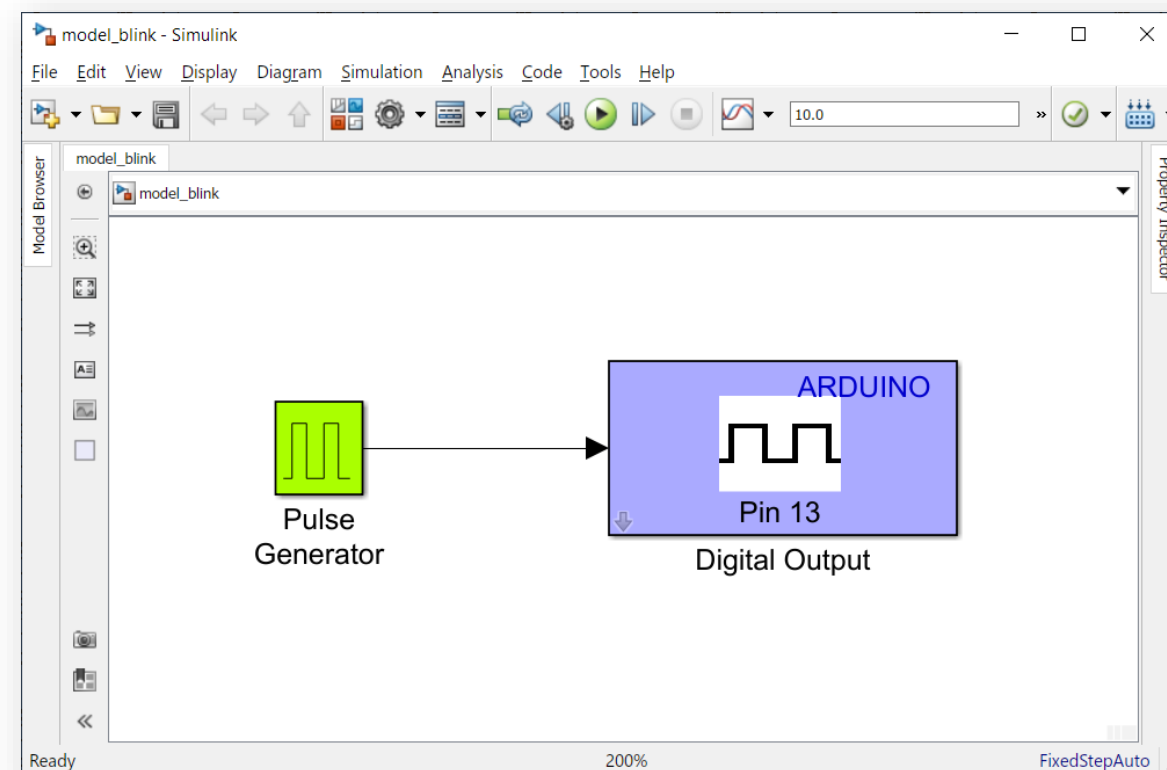 model_blink - Simulink
File Edit View Display Diagram Simulation Analysis Code Tools Help
10.0
»
Model Browser
model_blink
model_blink
Property Inspector
ARDUINO
Pin 13
Pulse
Generator
Digital Output
Ready
200%
FixedStepAuto